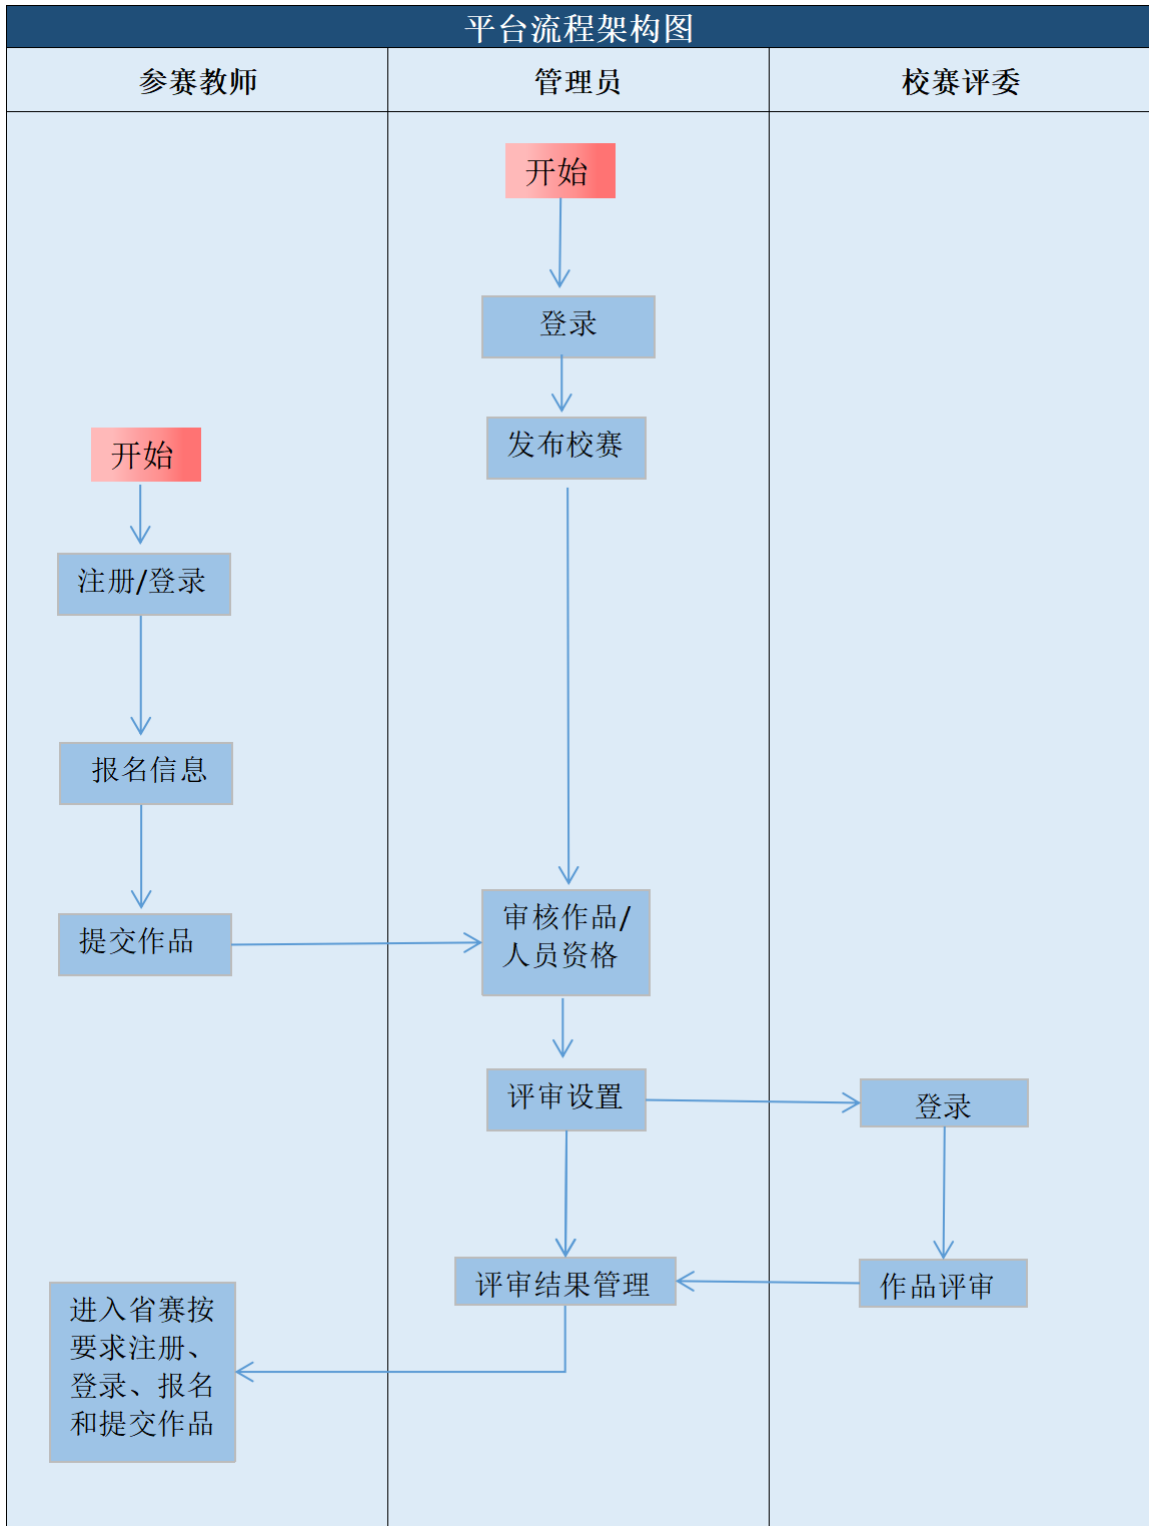 平台流程架构图
参赛教师
管理员
校赛评委
开始
登录
发布校赛
开始
注册/登录
报名信息
提交作品
审核作品/
人员资格
评审设置
登录
评审结果管理
作品评审
进入省赛按
要求注册、
登录、报名
和提交作品